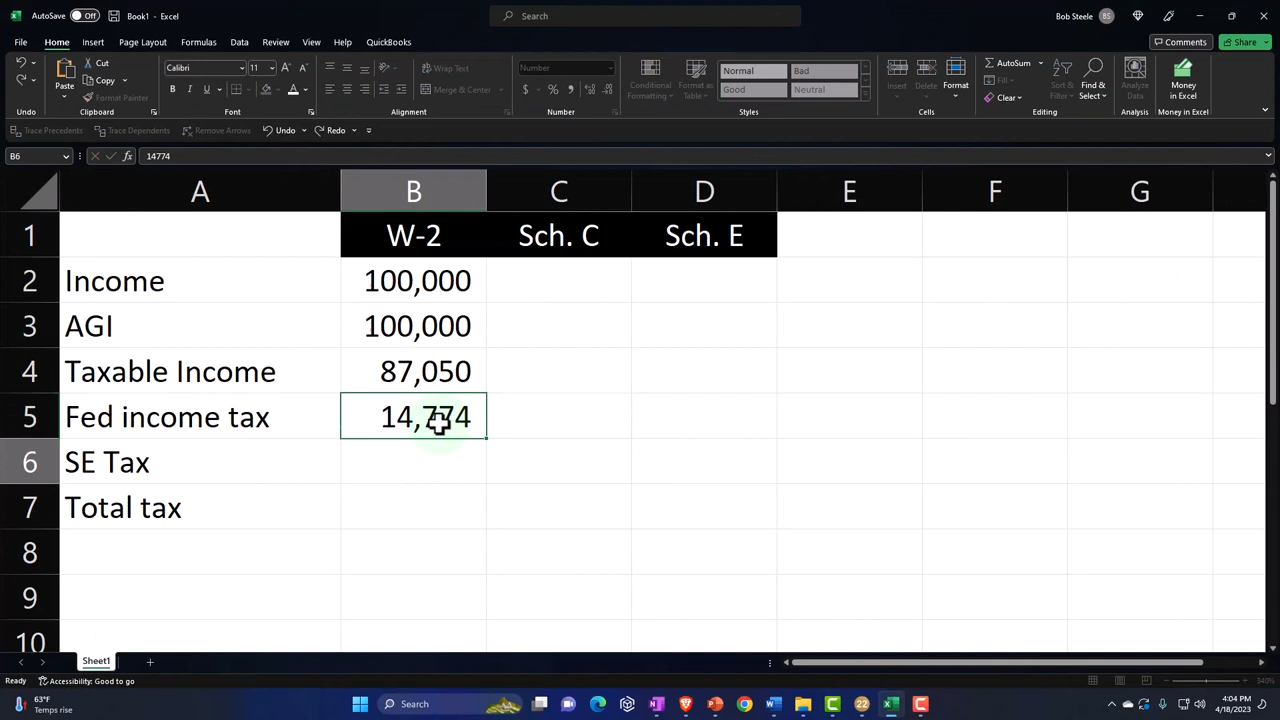 AutoSave Off Book1 - Excel Search Bob Steele BS
File Home Insert Page Layout Formulas Data Review View Help QuickBooks Comments Share
Cut Calibri 11 Wrap Text Number Normal Bad AutoSum
Copy Good Neutral Fill
Paste Format Painter B I U Merge & Center $ % Conditional Formatting Format as Table Insert Delete Format Clear Sort & Filter Find & Select Analyze Data Money in Excel
Undo Clipboard Font Alignment Number Styles Cells Editing Analysis Money in Excel
Trace Precedents Trace Dependents Remove Arrows Undo Redo
B6 fx 14774
A B C D E F G
1 W-2 Sch. C Sch. E
2 Income 100,000
3 AGI 100,000
4 Taxable Income 87,050
5 Fed income tax 14,774
6 SE Tax
7 Total tax
8
9
10
Sheet1
Ready Accessibility: Good to go 340%
63°F
Temps rise
Search 22 4:04 PM
4/18/2023